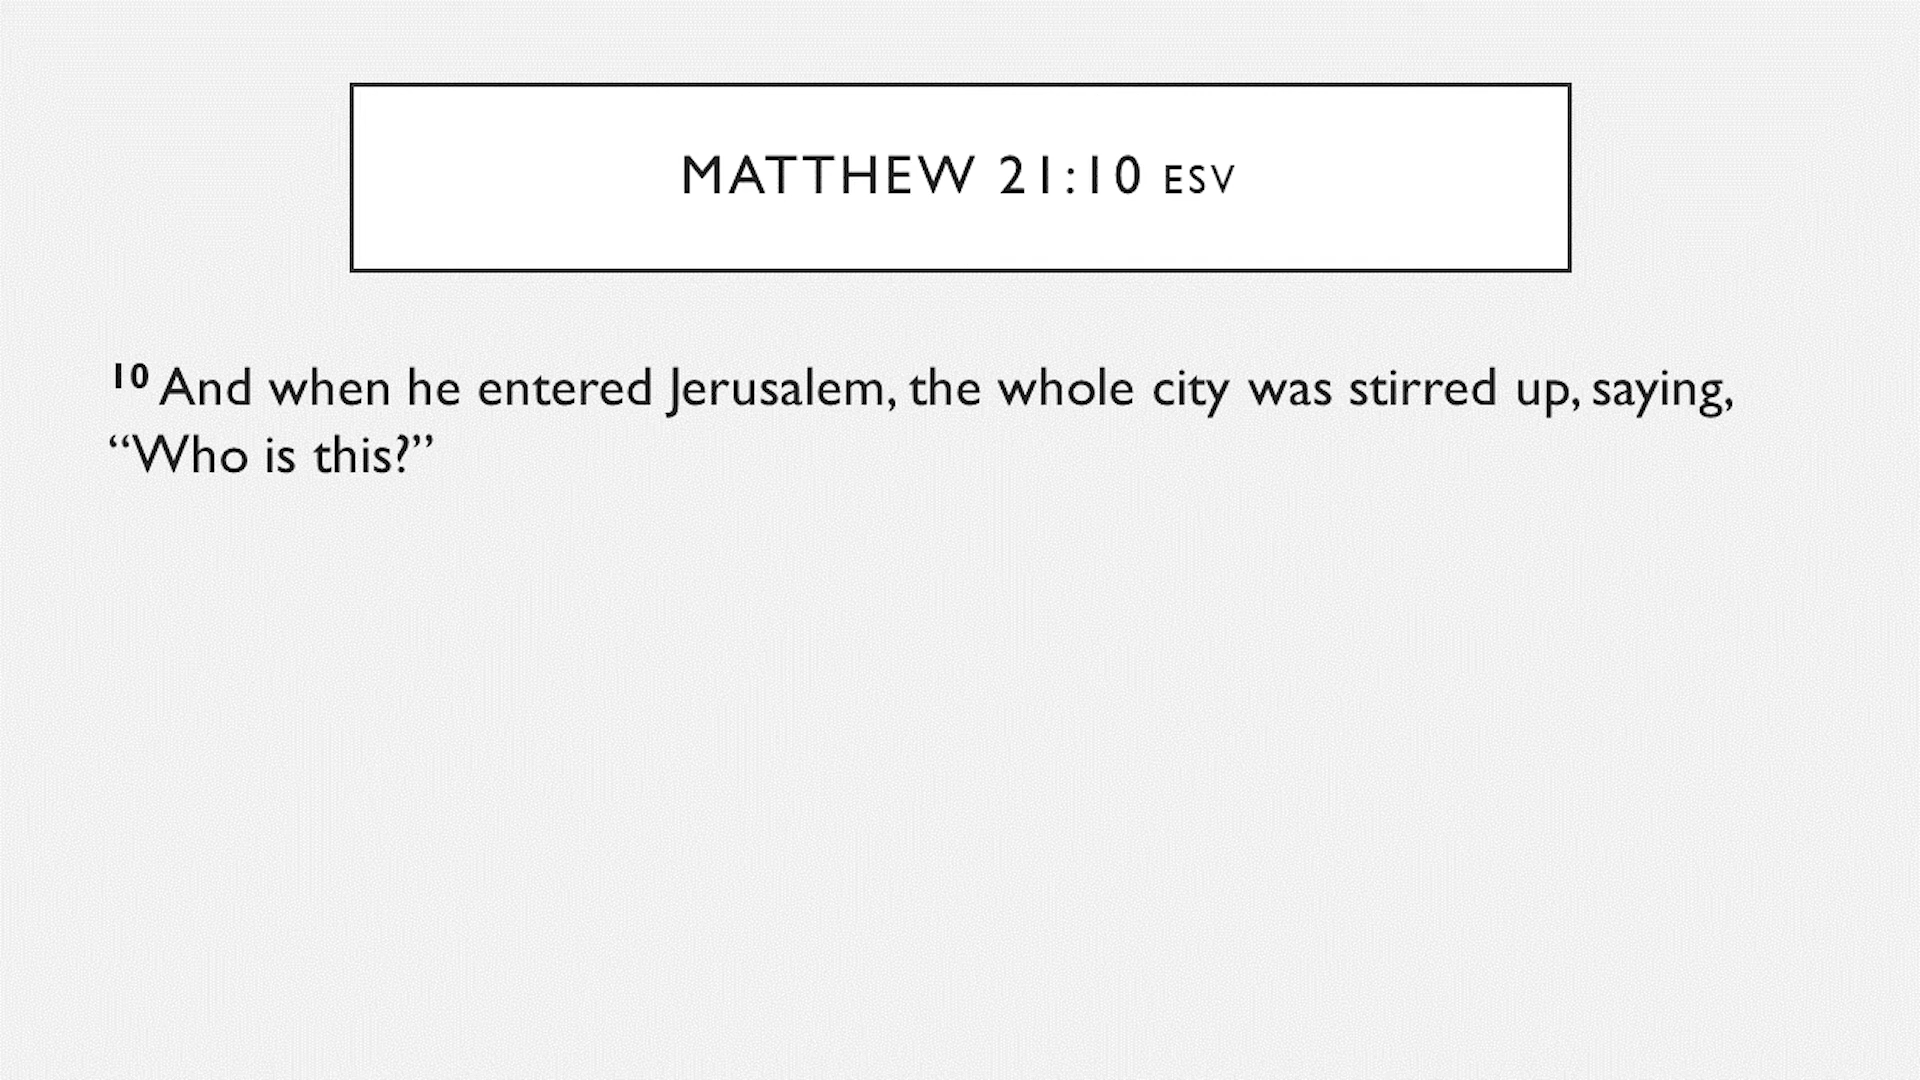 MATTHEW 21:10 ESV
10 And when he entered Jerusalem, the whole city was stirred up, saying,
“Who is this?”